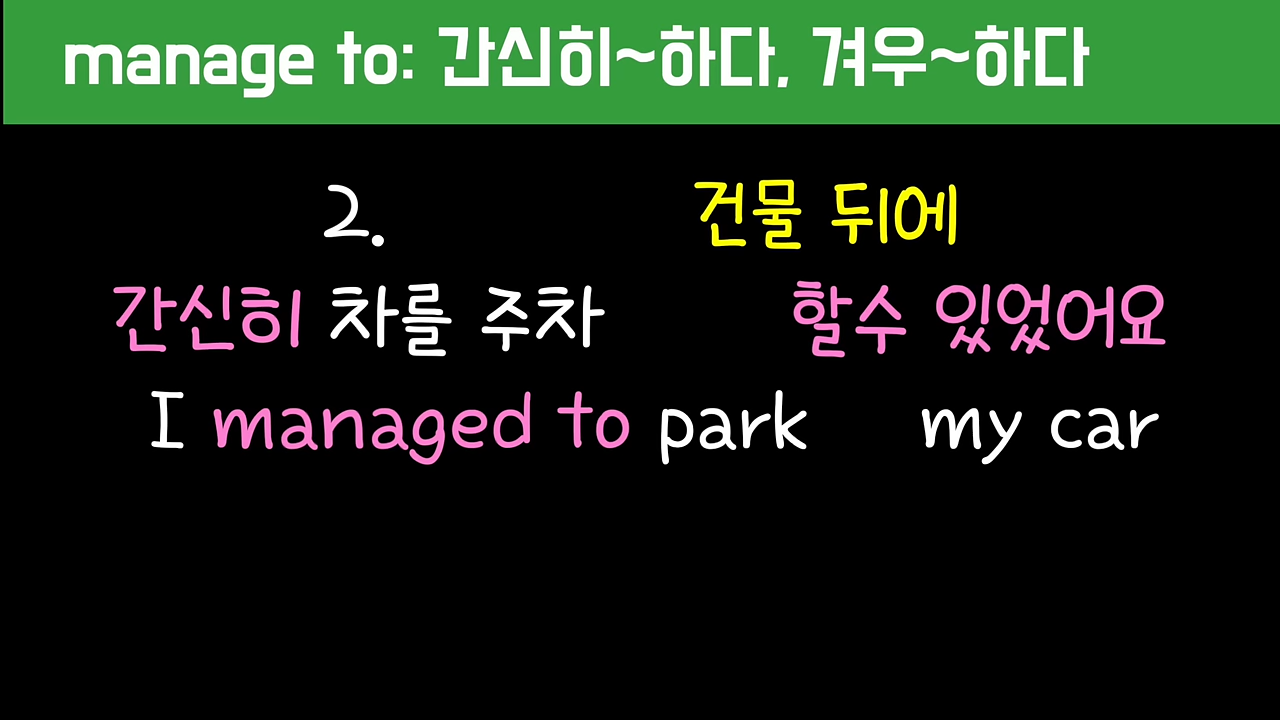 manage to: 간신히~하다, 겨우~하다
2. 건물 뒤에
간신히 차를 주차 할수 있었어요
I managed to park my car